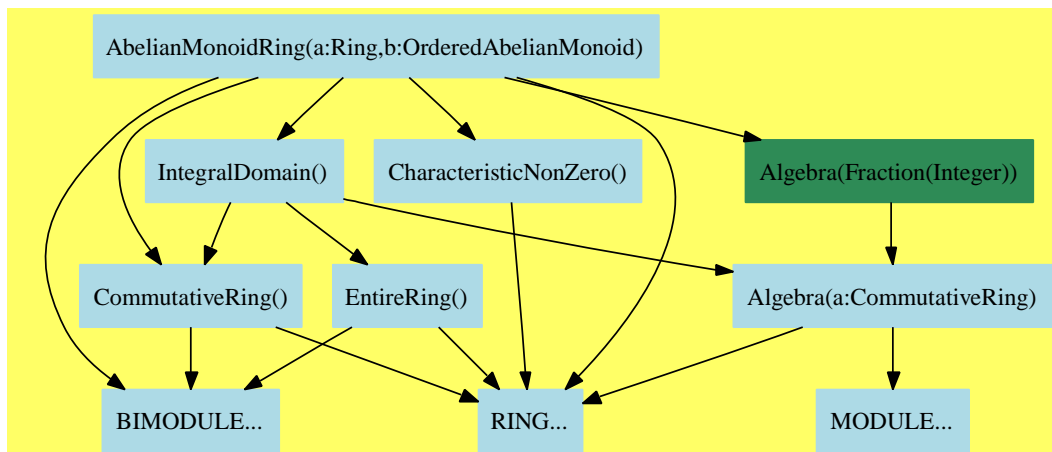 AbelianMonoidRing(a:Ring,b:OrderedAbelianMonoid)
IntegralDomain()
CharacteristicNonZero()
Algebra(Fraction(Integer))
CommutativeRing()
EntireRing()
Algebra(a:CommutativeRing)
BIMODULE...
RING...
MODULE...